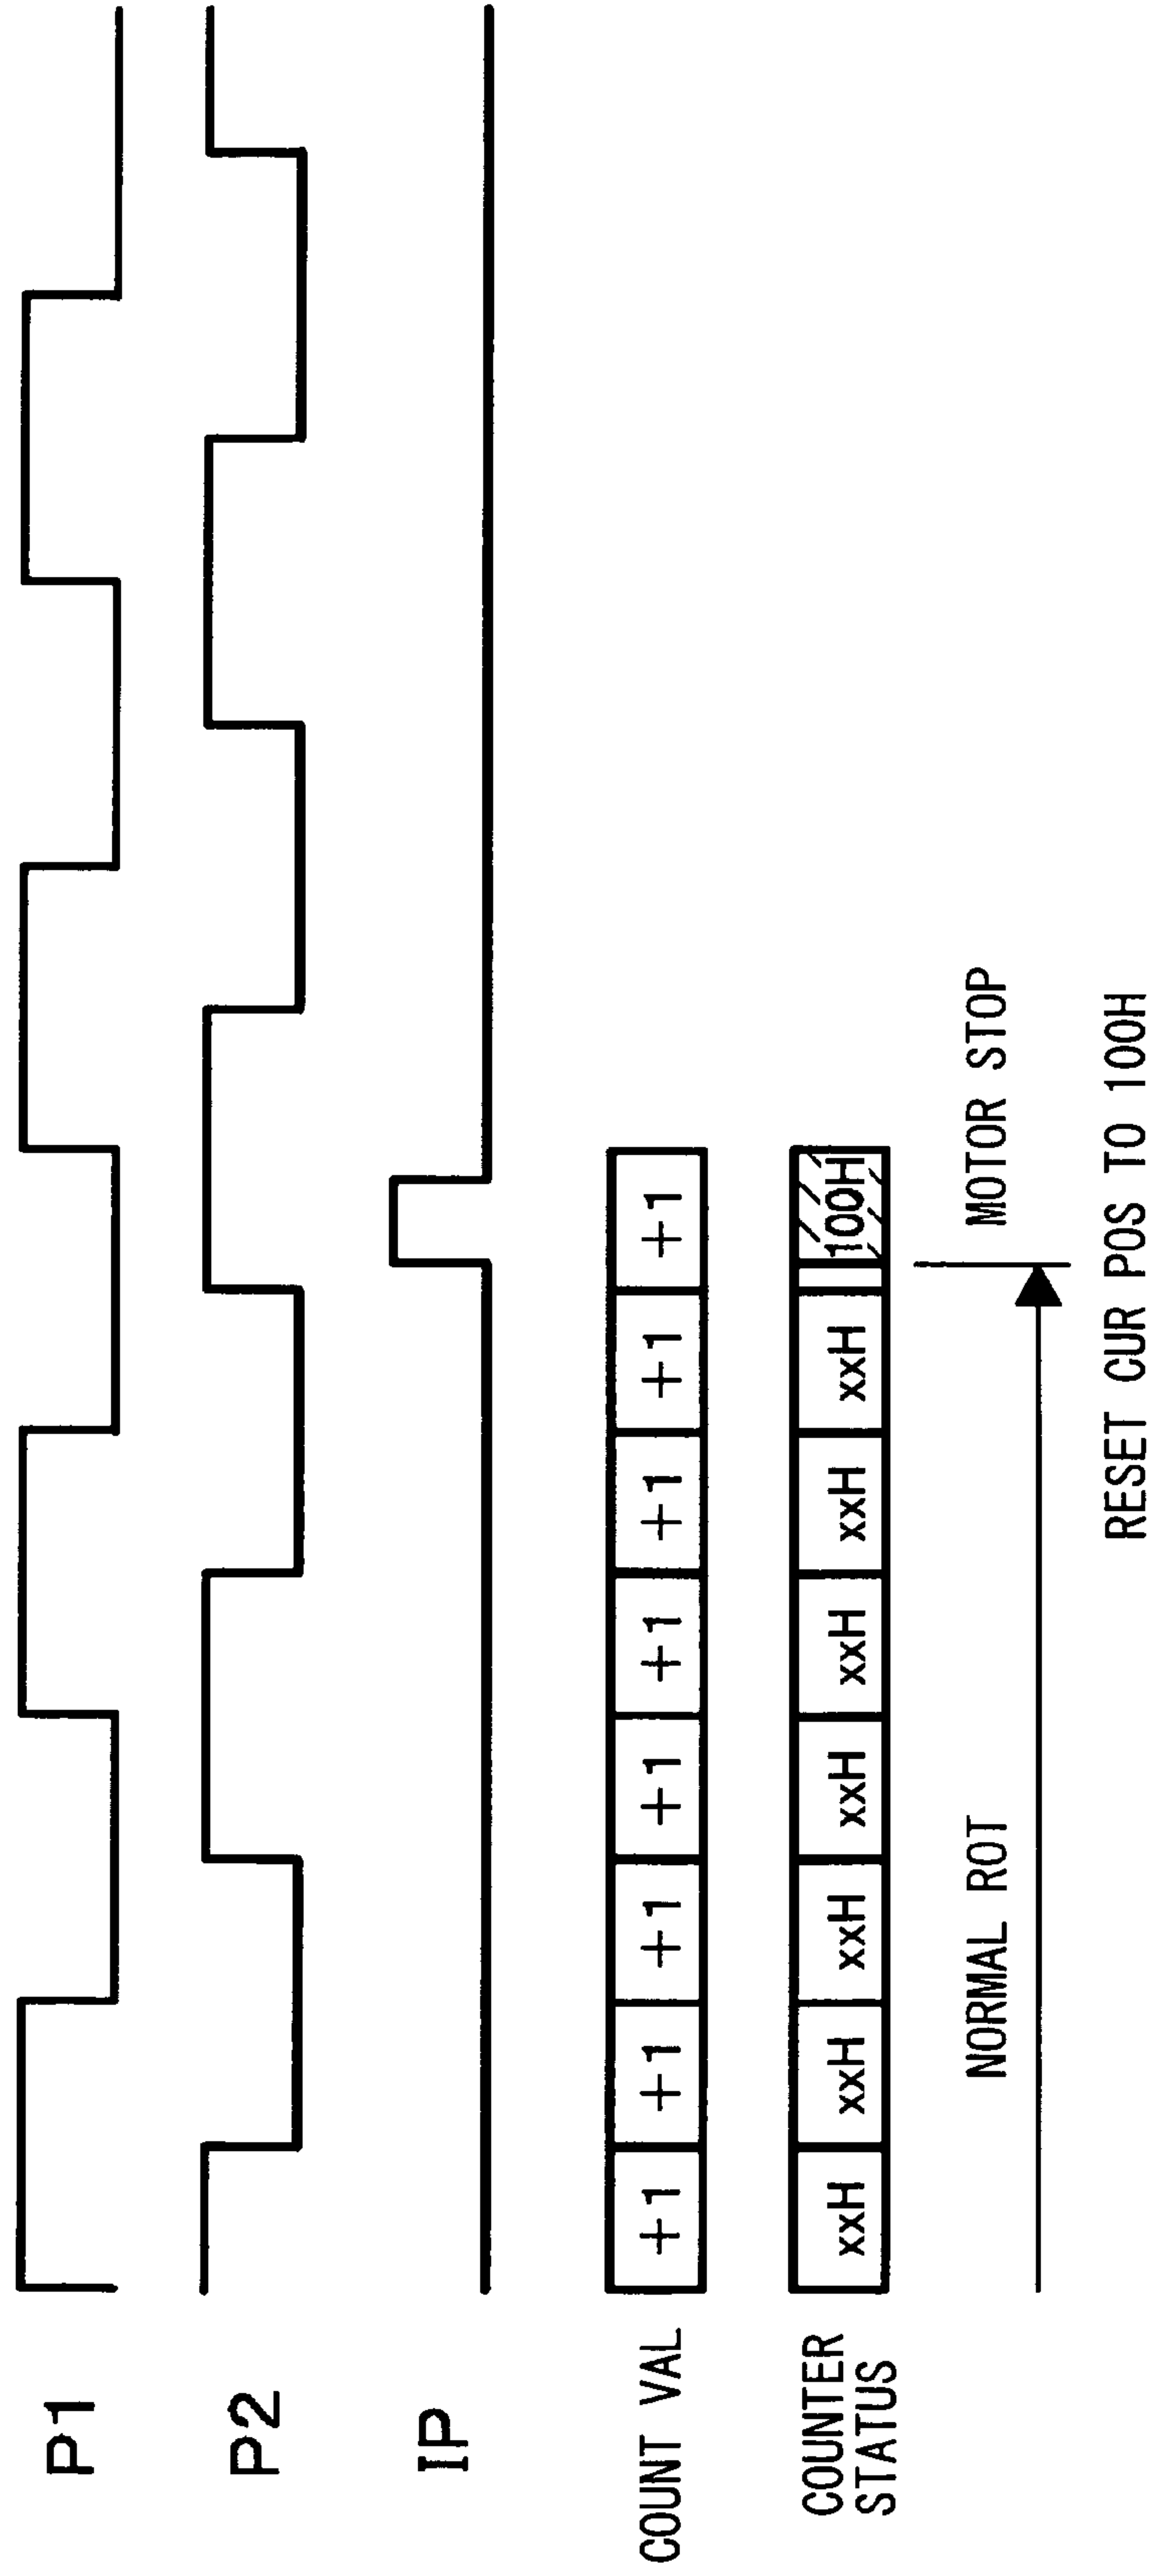 P1
P2
IP
COUNT VAL
+1 +1 +1 +1 +1 +1 +1 +1
COUNTER
STATUS
xxH xxH xxH xxH xxH xxH xxH 100H
NORMAL ROT
MOTOR STOP
RESET CUR POS TO 100H